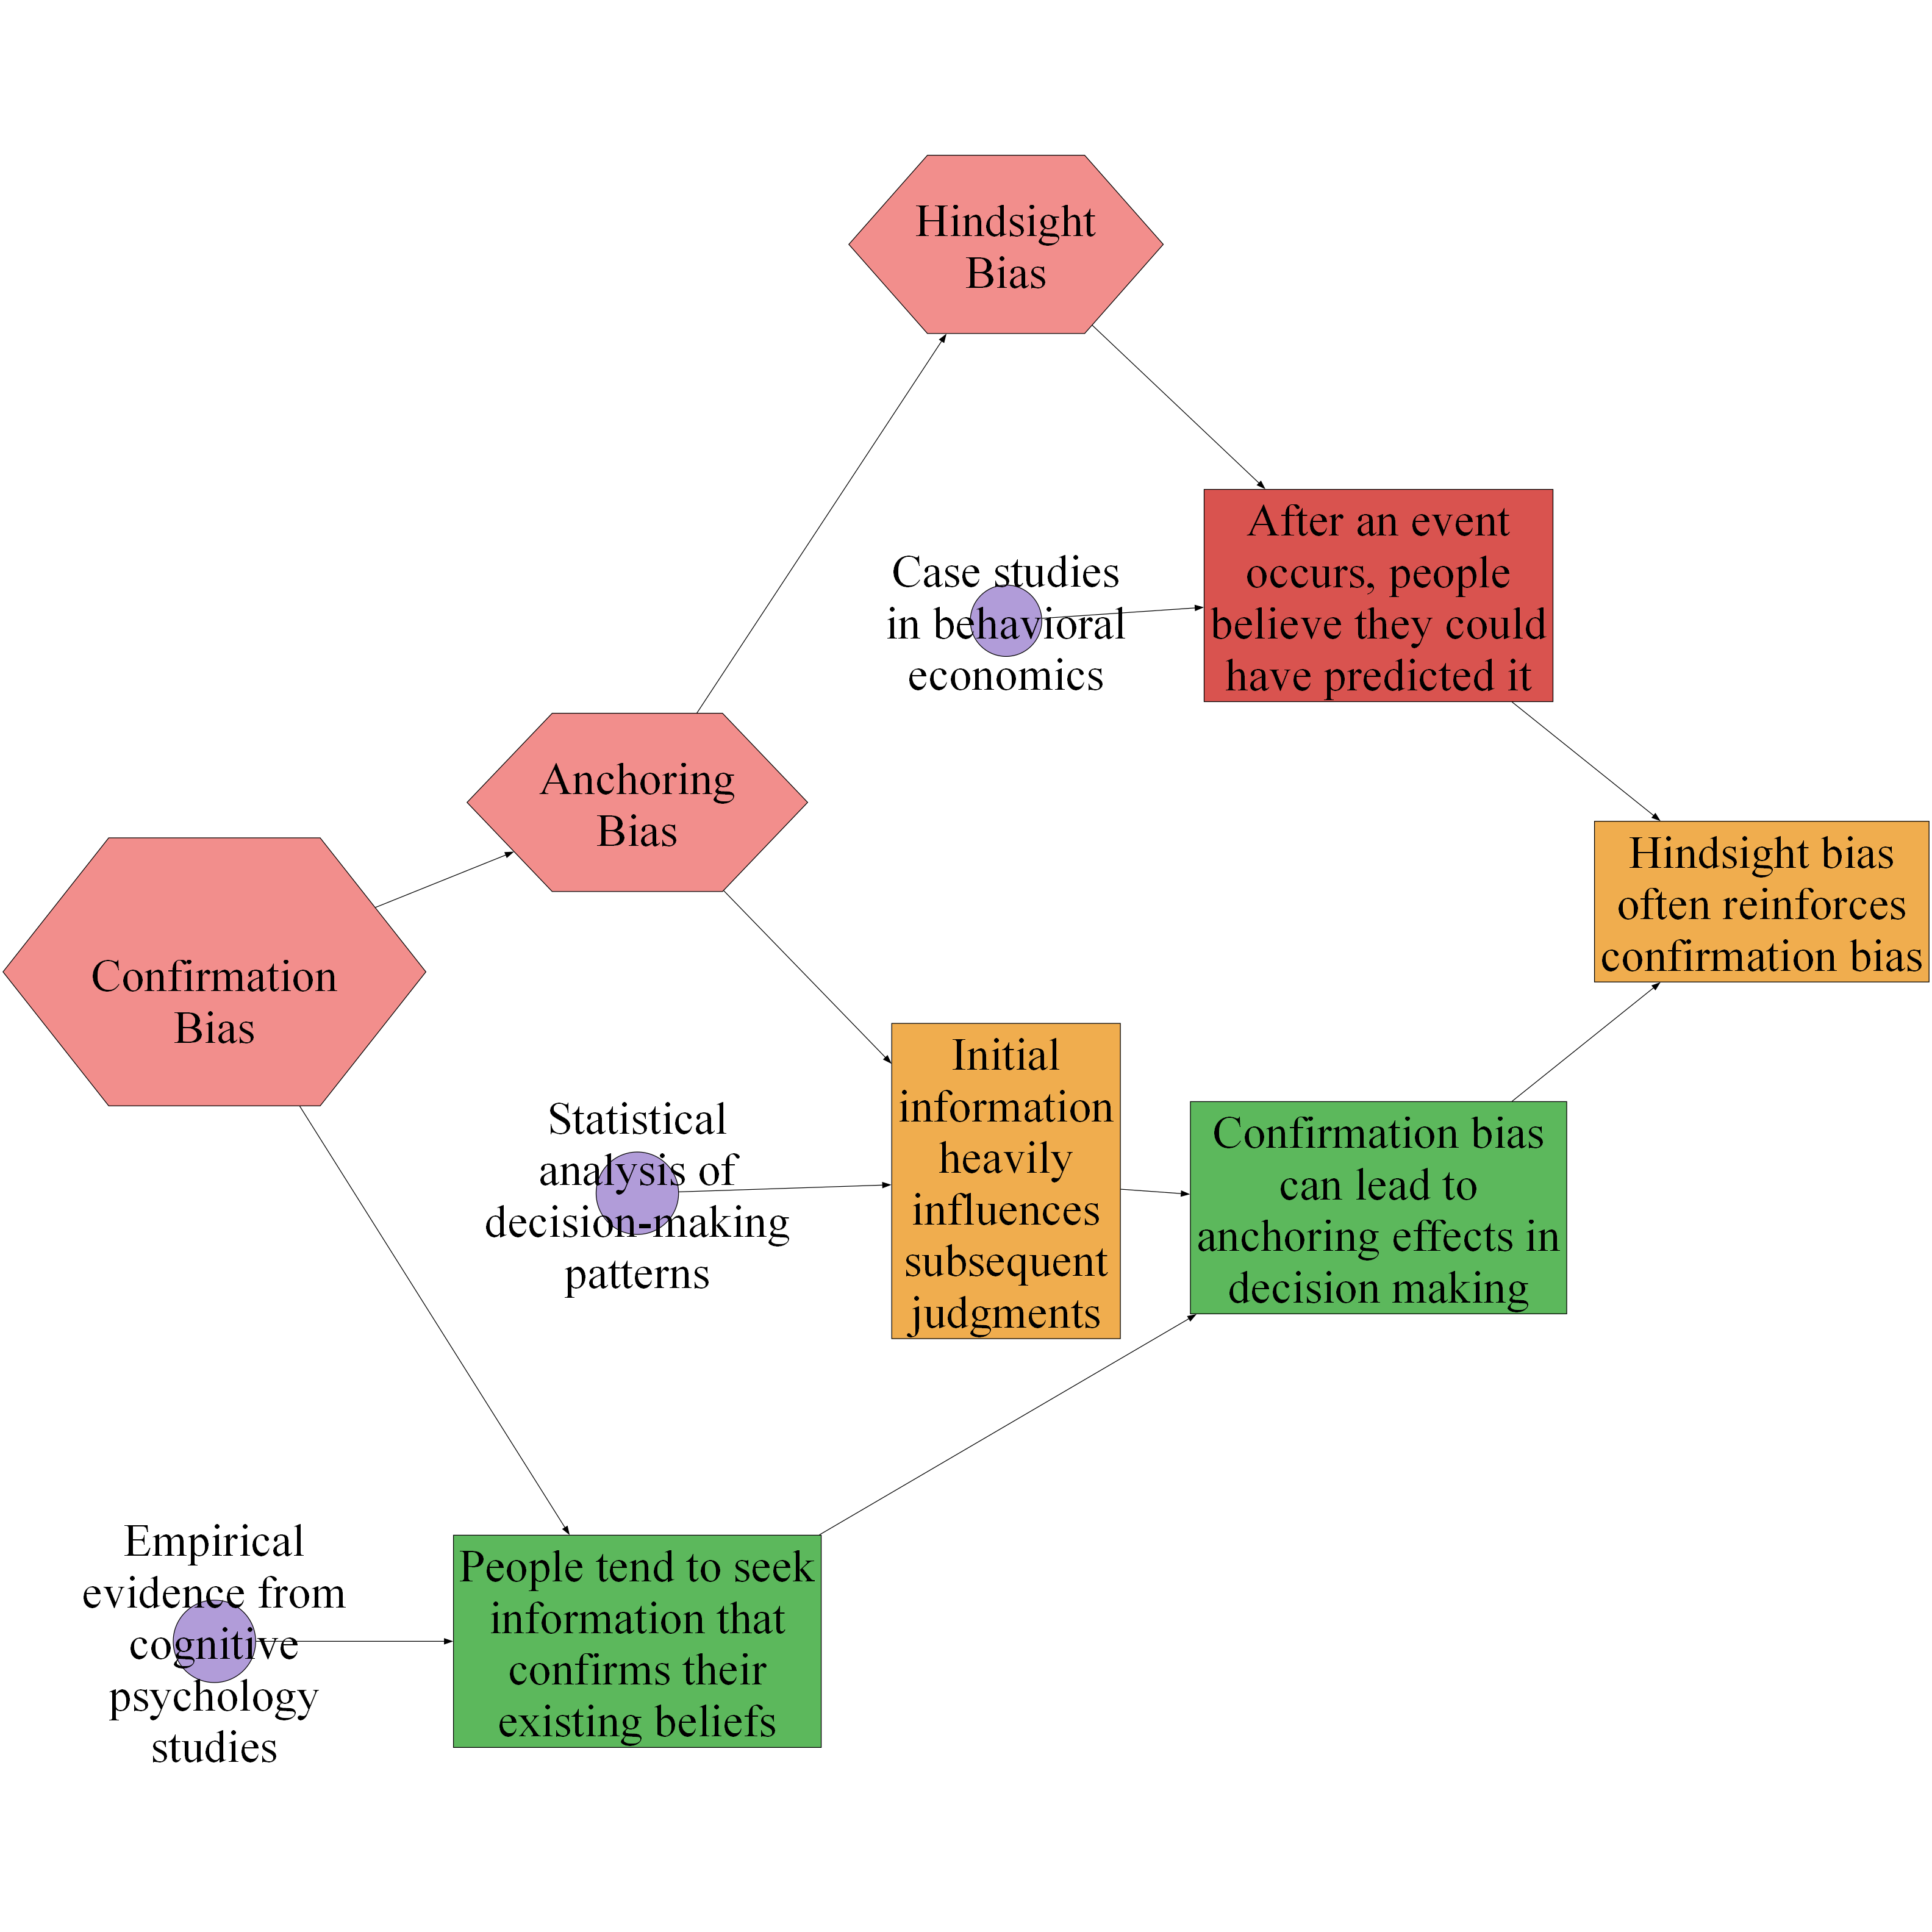 Hindsight
Bias
After an event
occurs, people
believe they could
have predicted it
Case studies
in behavioral
economics
Anchoring
Bias
Hindsight bias
often reinforces
confirmation bias
Confirmation
Bias
Initial
information
heavily
influences
subsequent
judgments
Statistical
analysis of
decision-making
patterns
Confirmation bias
can lead to
anchoring effects in
decision making
Empirical
evidence from
cognitive
psychology
studies
People tend to seek
information that
confirms their
existing beliefs